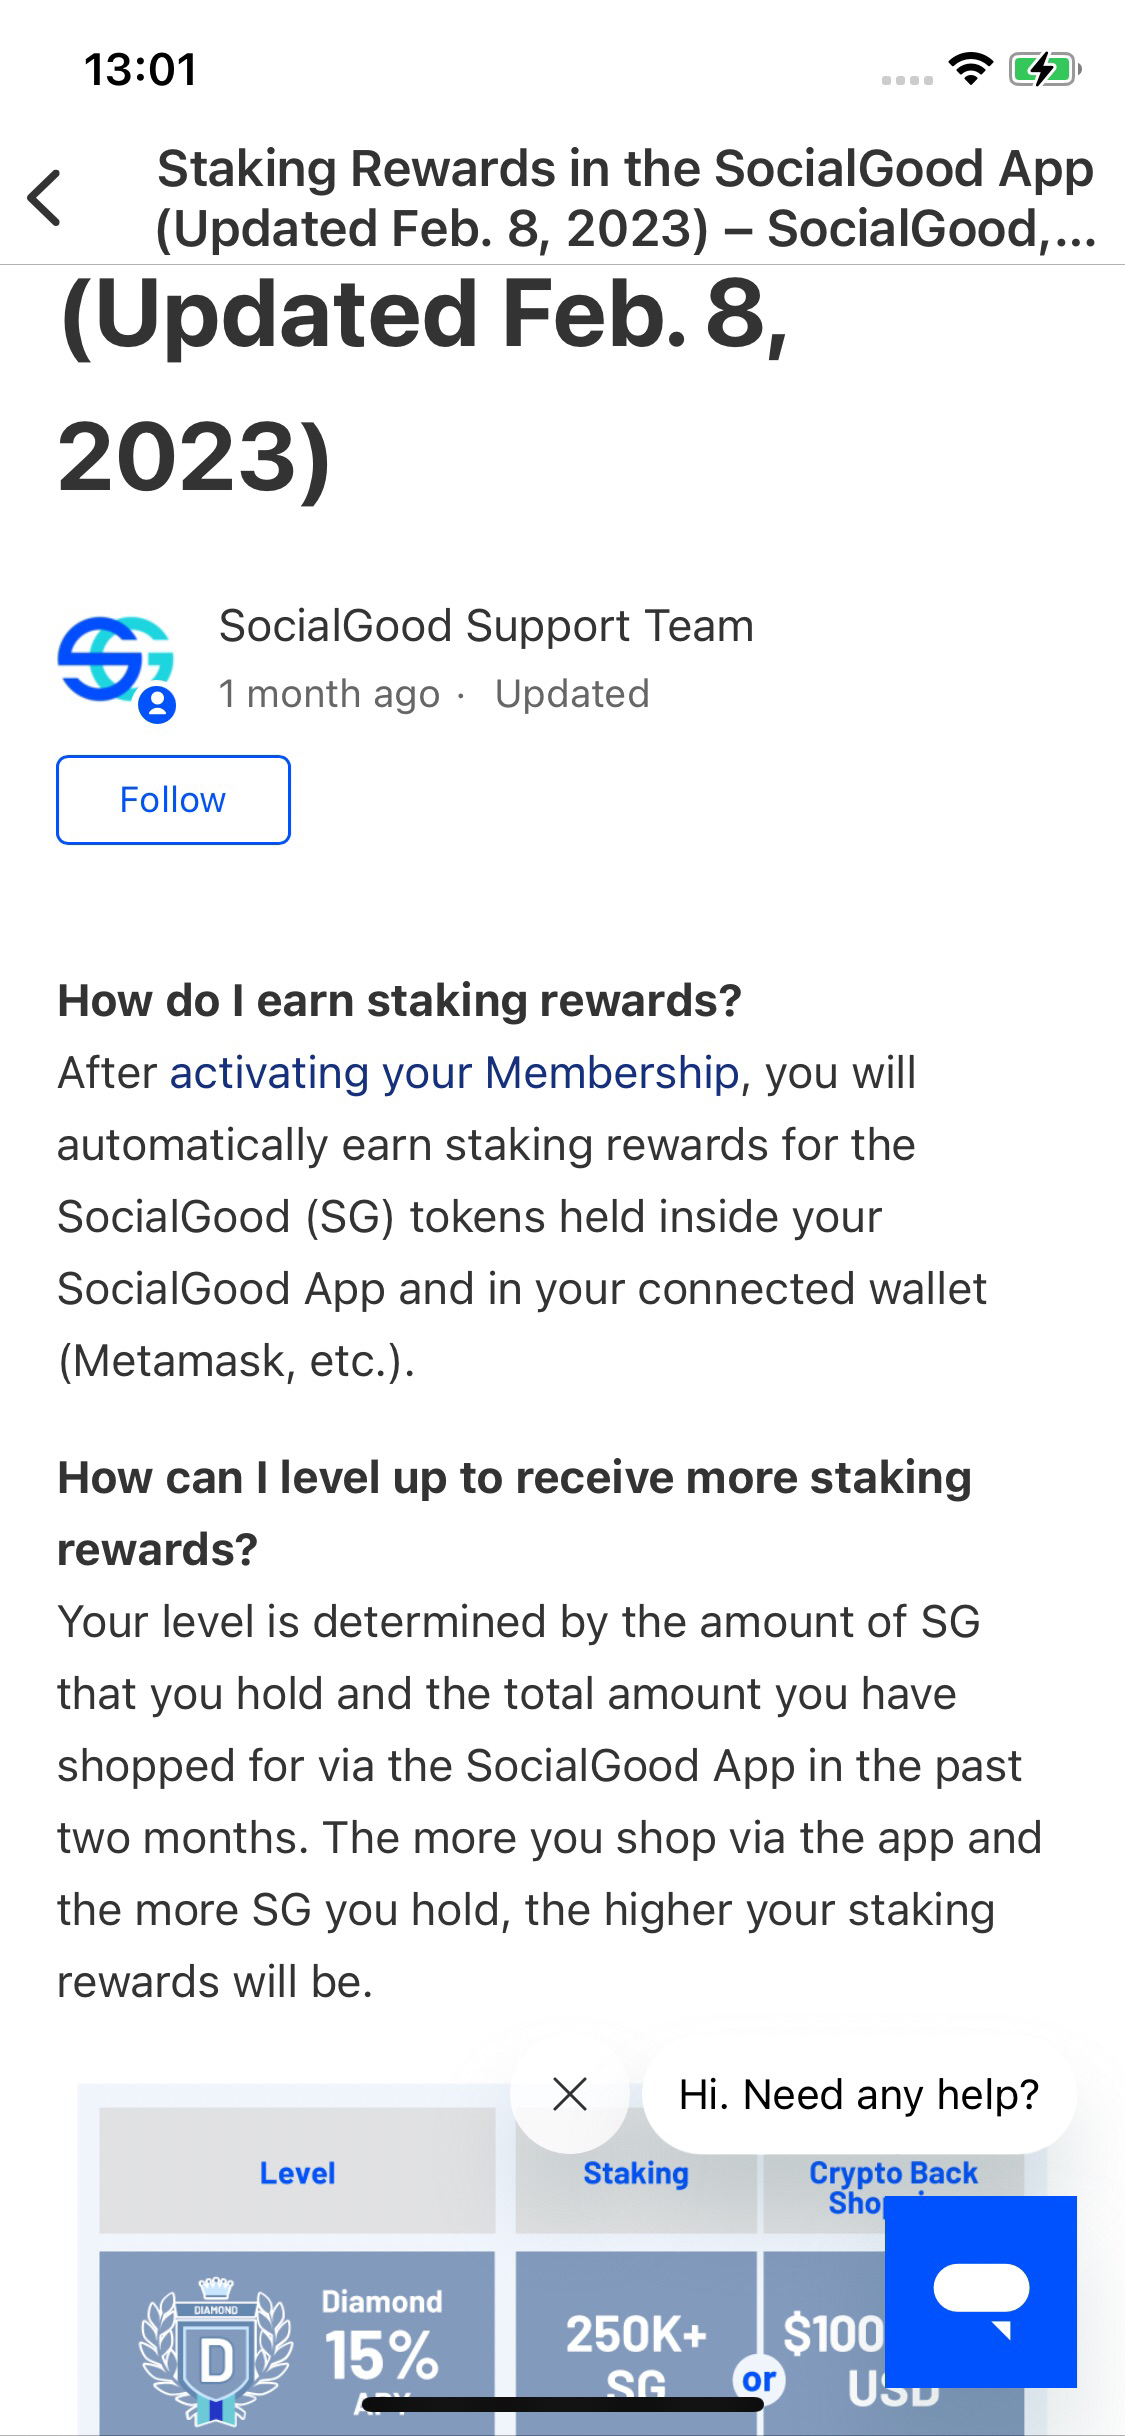 13:01
Staking Rewards in the SocialGood App
(Updated Feb. 8, 2023) – SocialGood,...
(Updated Feb. 8,
2023)
SocialGood Support Team
1 month ago · Updated
Follow
How do I earn staking rewards?
After activating your Membership, you will
automatically earn staking rewards for the
SocialGood (SG) tokens held inside your
SocialGood App and in your connected wallet
(Metamask, etc.).
How can I level up to receive more staking
rewards?
Your level is determined by the amount of SG
that you hold and the total amount you have
shopped for via the SocialGood App in the past
two months. The more you shop via the app and
the more SG you hold, the higher your staking
rewards will be.
Hi. Need any help?
Level
Staking
Crypto Back
DIAMOND
D
Diamond
15%
APY
250K+
SG
or
$100
USD